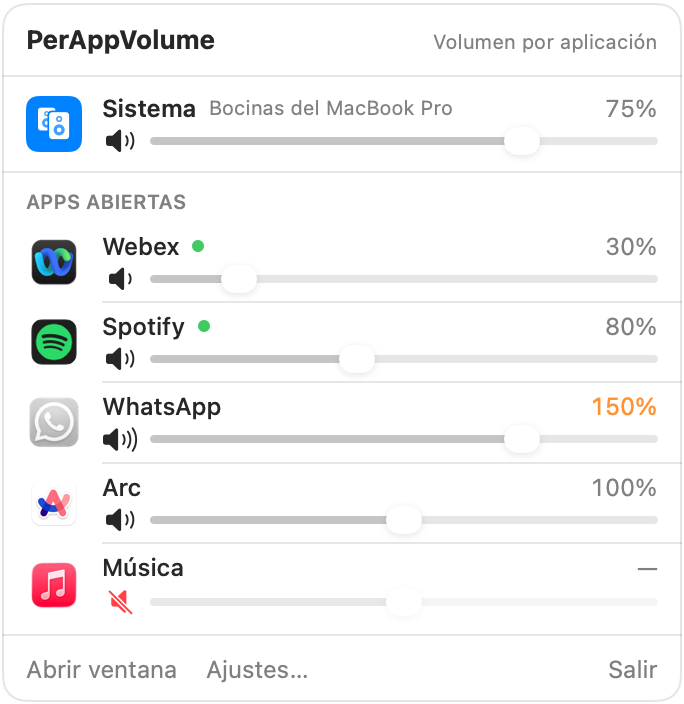 PerAppVolume
Volumen por aplicación
Sistema Bocinas del MacBook Pro 75%
APPS ABIERTAS
Webex 30%
Spotify 80%
WhatsApp 150%
Arc 100%
Música —
Abrir ventana Ajustes... Salir